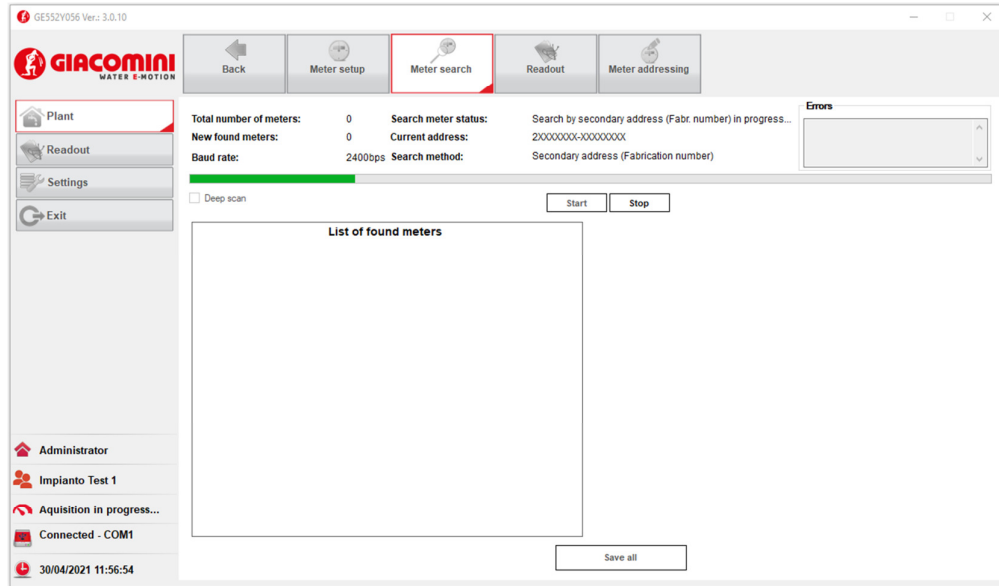 GE552Y056 Ver.: 3.0.10
GIACOMINI
WATER E-MOTION
Back
Meter setup
Meter search
Readout
Meter addressing
Plant
Readout
Settings
Exit
Total number of meters: 0 Search meter status: Search by secondary address (Fabr. number) in progress...
New found meters: 0 Current address: 2XXXXXXX-XXXXXXXX
Baud rate: 2400bps Search method: Secondary address (Fabrication number)
Errors
Deep scan
Start
Stop
List of found meters
Save all
Administrator
Impianto Test 1
Aquisition in progress...
Connected - COM1
30/04/2021 11:56:54